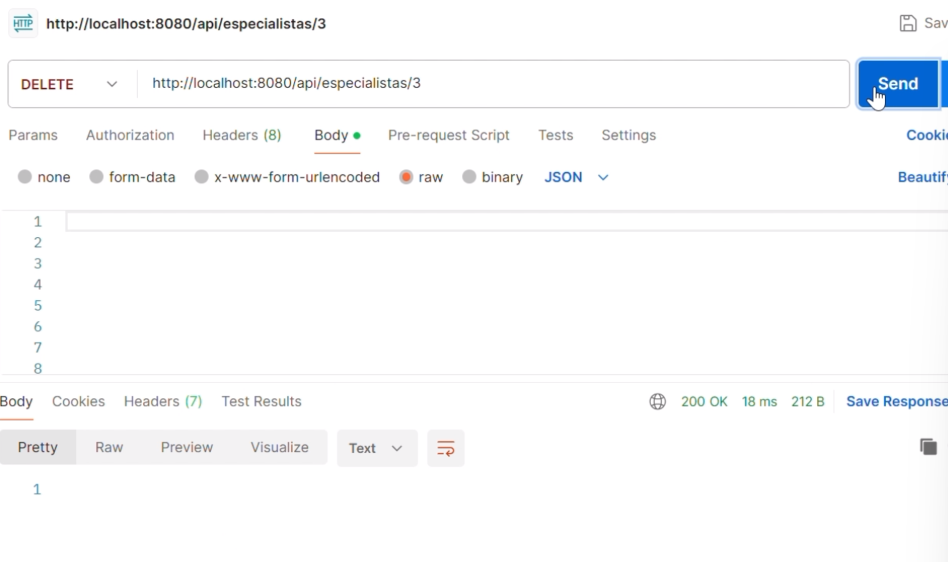 HTTP http://localhost:8080/api/especialistas/3 Sav
DELETE http://localhost:8080/api/especialistas/3 Send
Params Authorization Headers (8) Body Pre-request Script Tests Settings Cookie
none form-data x-www-form-urlencoded raw binary JSON Beautify
1
2
3
4
5
6
7
8
Body Cookies Headers (7) Test Results 200 OK 18 ms 212 B Save Response
Pretty Raw Preview Visualize Text
1